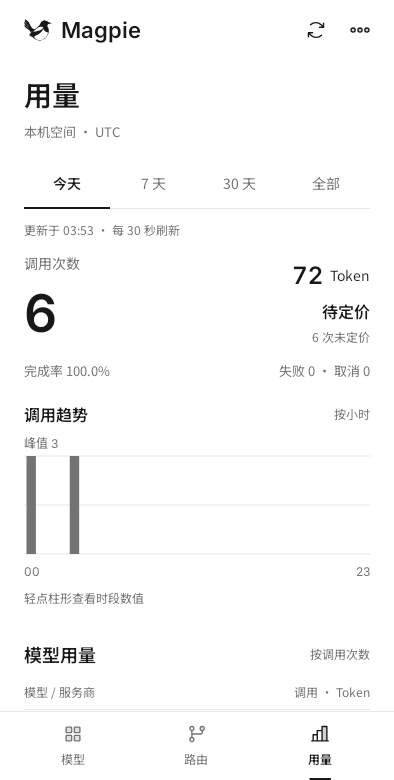 Magpie
用量
本机空间 · UTC
今天
7 天
30 天
全部
更新于 03:53 · 每 30 秒刷新
调用次数
6
72 Token
待定价
6 次未定价
完成率 100.0%
失败 0 · 取消 0
调用趋势
按小时
峰值 3
00
23
轻点柱形查看时段数值
模型用量
按调用次数
模型 / 服务商
调用 · Token
模型
路由
用量